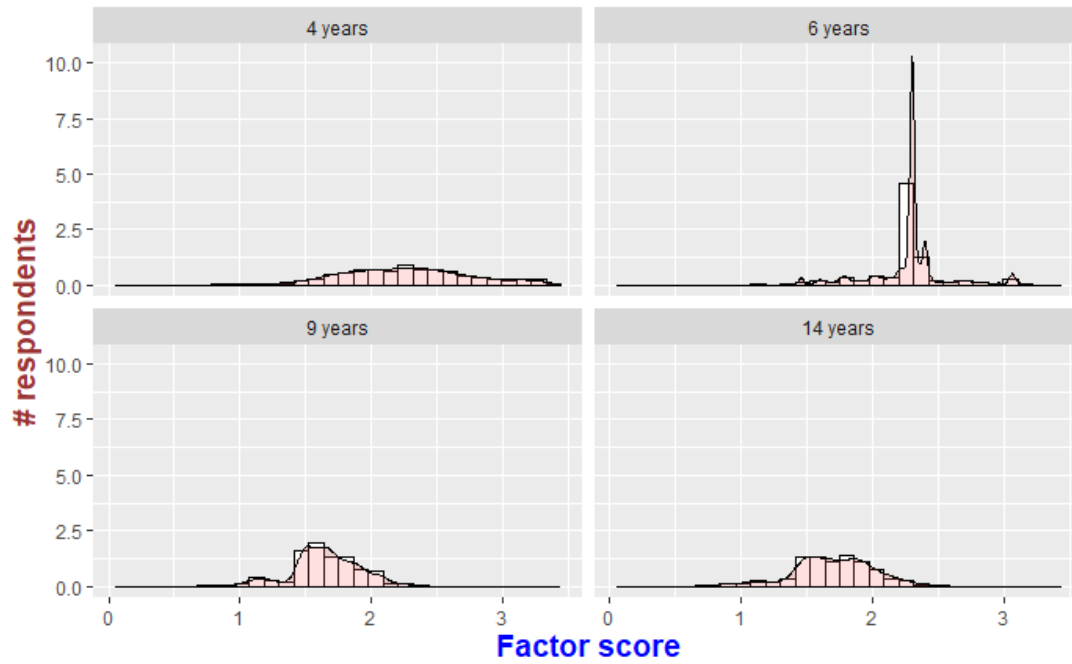 4 years
6 years
10.0
7.5
5.0
2.5
0.0
9 years
14 years
10.0
7.5
5.0
2.5
0.0
0 1 2 3
0 1 2 3
# respondents
Factor score